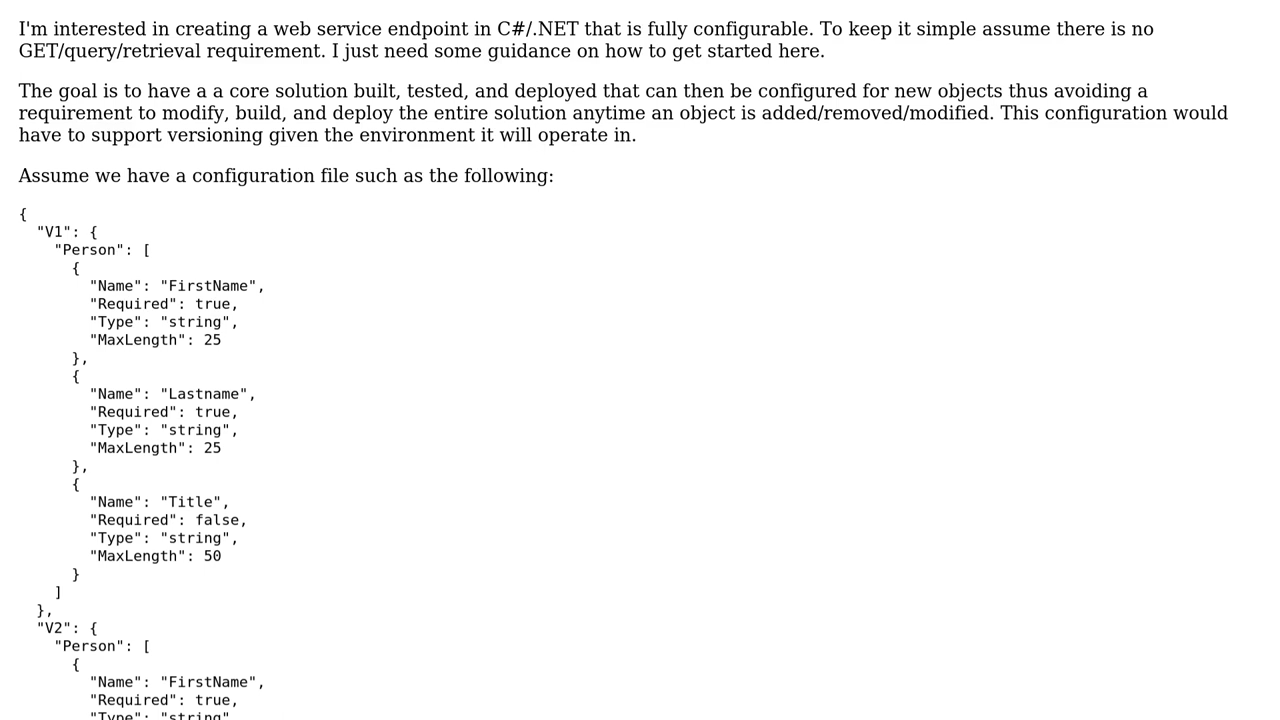 I'm interested in creating a web service endpoint in C#/.NET that is fully configurable. To keep it simple assume there is no
GET/query/retrieval requirement. I just need some guidance on how to get started here.
The goal is to have a a core solution built, tested, and deployed that can then be configured for new objects thus avoiding a
requirement to modify, build, and deploy the entire solution anytime an object is added/removed/modified. This configuration would
have to support versioning given the environment it will operate in.
Assume we have a configuration file such as the following:
{
  "V1": {
    "Person": [
      {
        "Name": "FirstName",
        "Required": true,
        "Type": "string",
        "MaxLength": 25
      },
      {
        "Name": "Lastname",
        "Required": true,
        "Type": "string",
        "MaxLength": 25
      },
      {
        "Name": "Title",
        "Required": false,
        "Type": "string",
        "MaxLength": 50
      }
    ]
  },
  "V2": {
    "Person": [
      {
        "Name": "FirstName",
        "Required": true,
        "Type": "string"